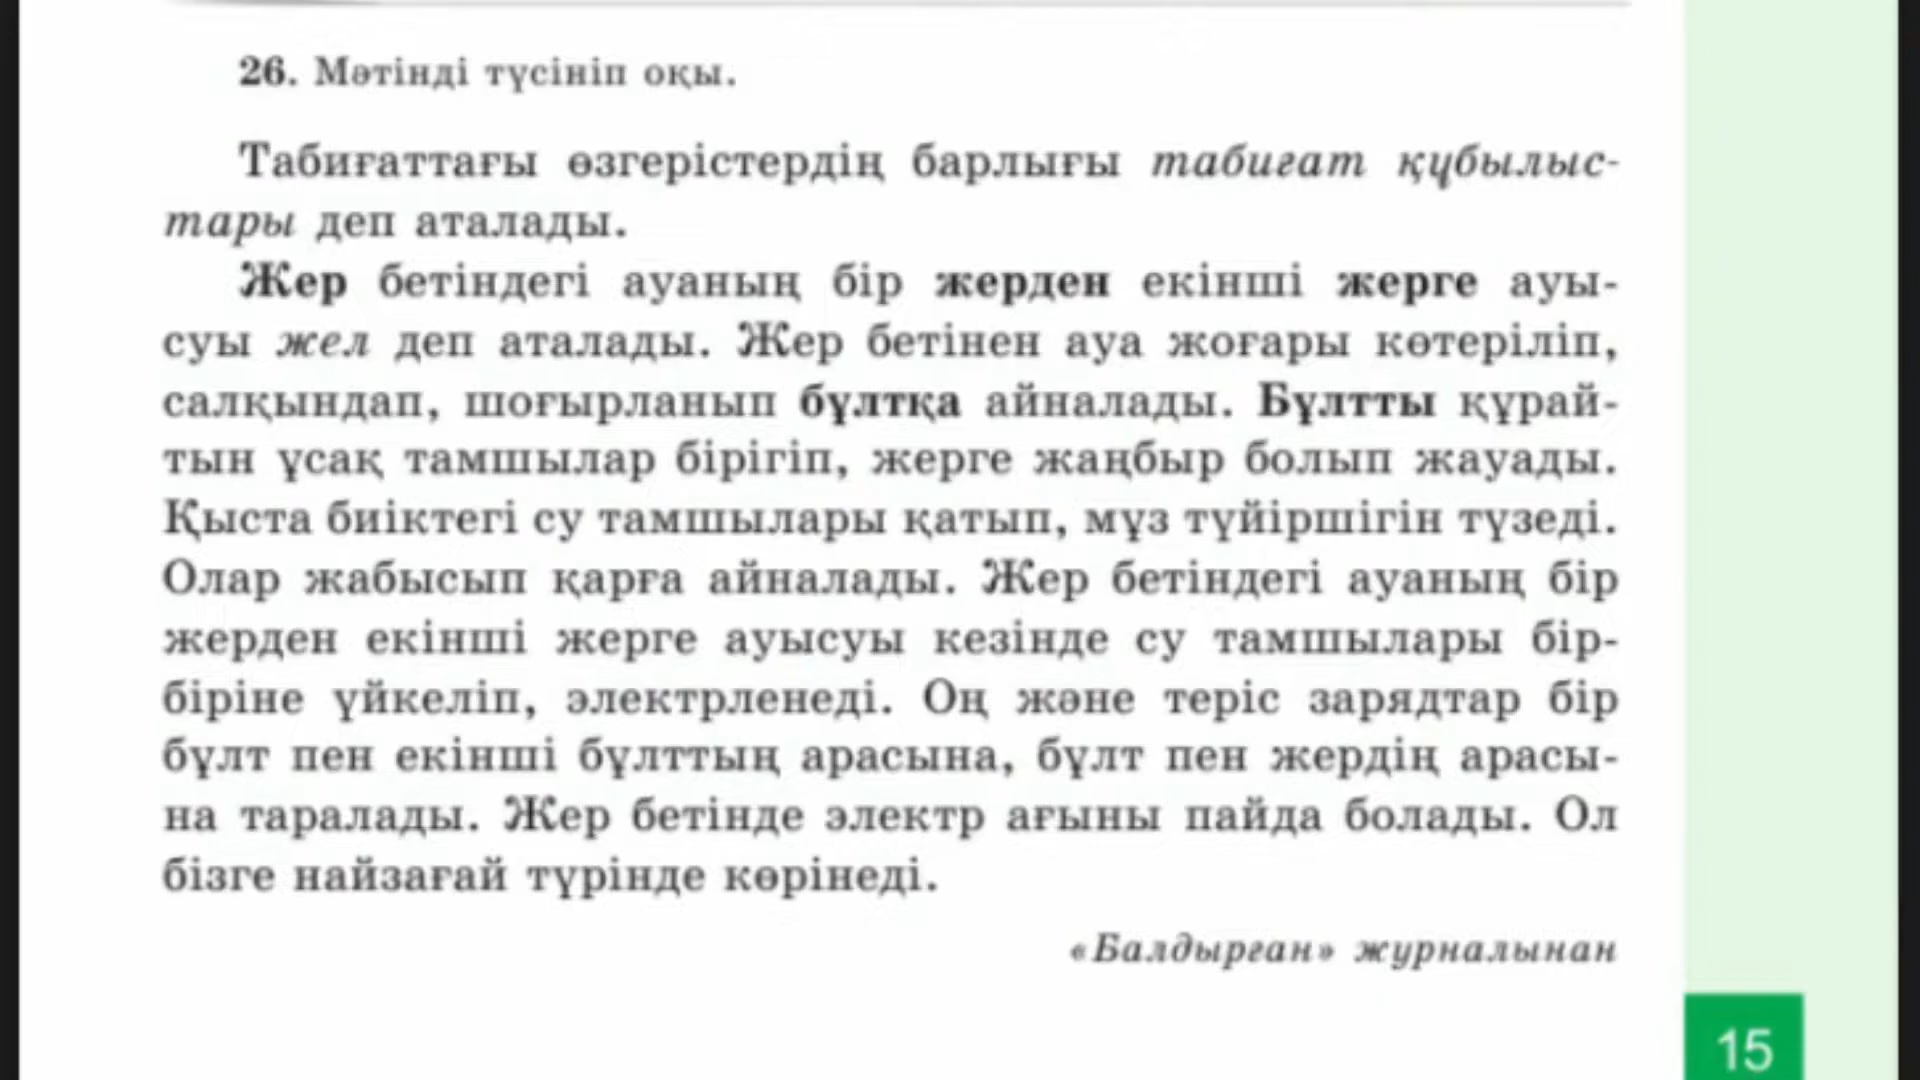 26. Мәтінді түсініп оқы.
Табиғаттағы өзгерістердің барлығы табиғат құбылыс-
тары деп аталады.
Жер бетіндегі ауаның бір жерден екінші жерге ауы-
суы жел деп аталады. Жер бетінен ауа жоғары көтеріліп,
салқындап, шоғырланып бұлтқа айналады. Бұлтты құрай-
тын ұсақ тамшылар бірігіп, жерге жаңбыр болып жауады.
Қыста биіктегі су тамшылары қатып, мұз түйіршігін түзеді.
Олар жабысып қарға айналады. Жер бетіндегі ауаның бір
жерден екінші жерге ауысуы кезінде су тамшылары бір-
біріне үйкеліп, электрленеді. Оң және теріс зарядтар бір
бұлт пен екінші бұлттың арасына, бұлт пен жердің арасы-
на таралады. Жер бетінде электр ағыны пайда болады. Ол
бізге найзағай түрінде көрінеді.
«Балдырған» журналынан
15